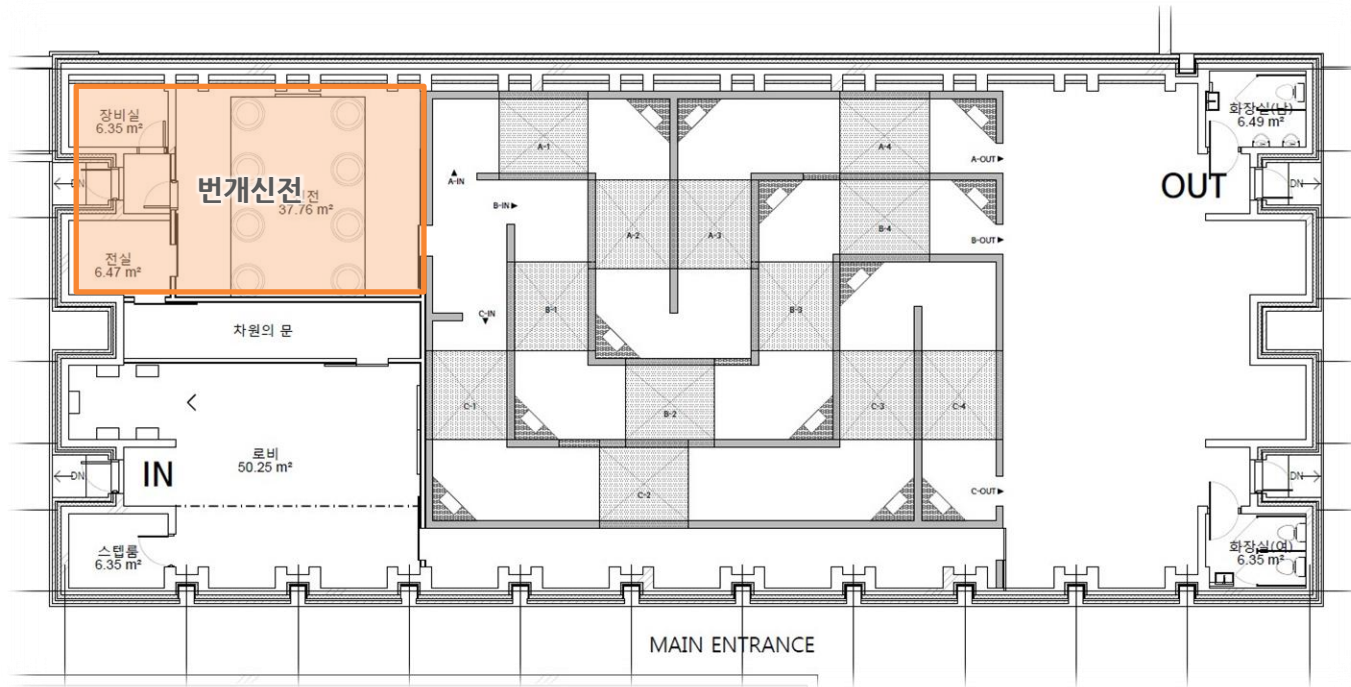 장비실
6.35 m²
화장실(남)
6.49 m²
A-1
A-4
A-OUT
A-IN
DN
번개신전
전
37.76 m²
OUT
DN
B-IN
A-2
A-3
B-4
B-OUT
전실
6.47 m²
C-IN
B-1
B-3
차원의 문
C-1
B-2
C-3
C-4
로비
50.25 m²
IN
DN
DN
C-2
C-OUT
스텝룸
6.35 m²
화장실(여)
6.35 m²
MAIN ENTRANCE